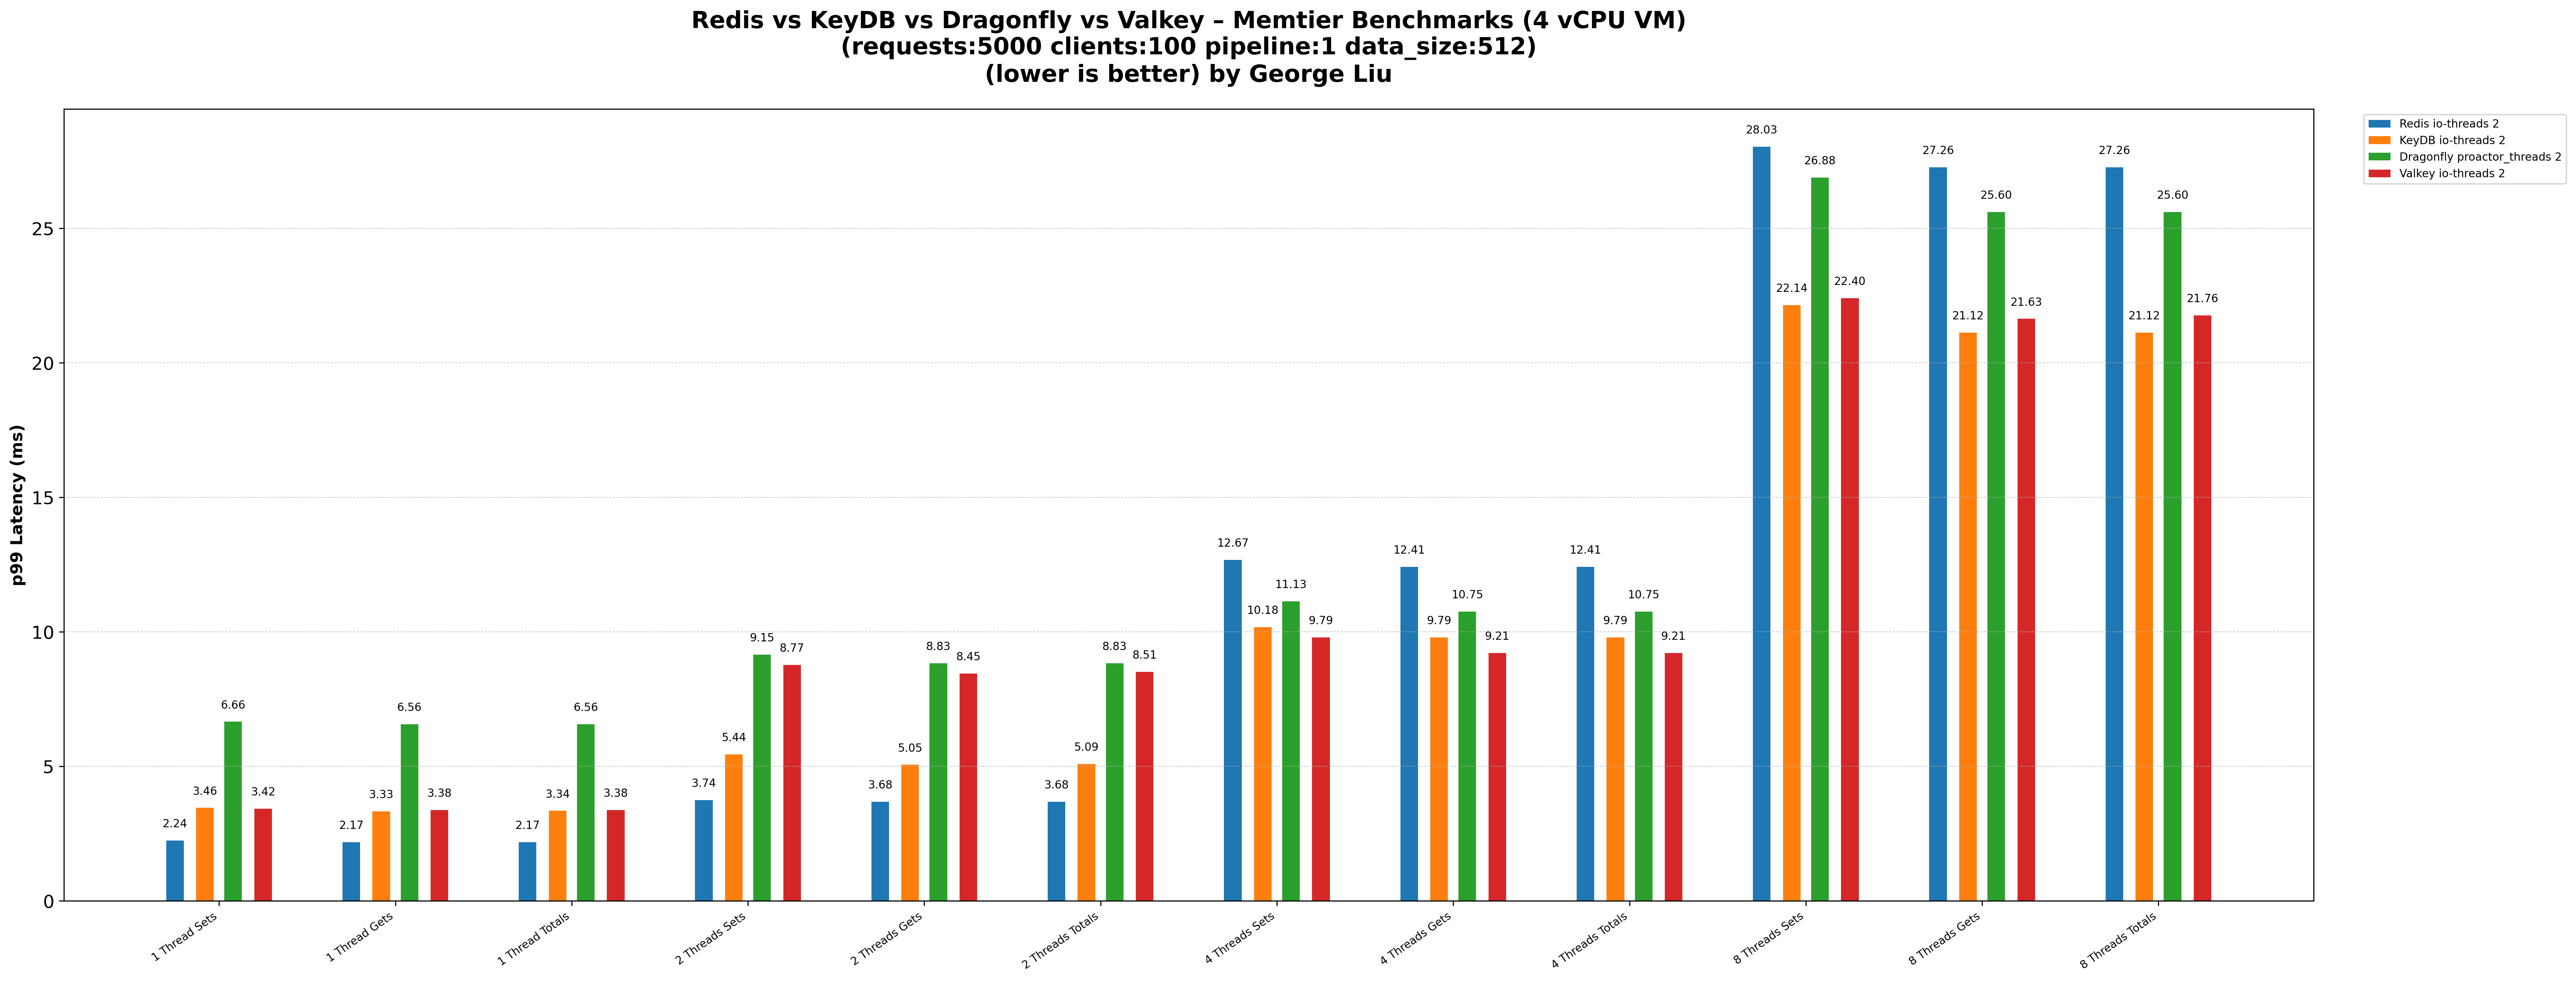 Redis vs KeyDB vs Dragonfly vs Valkey – Memtier Benchmarks (4 vCPU VM)
(requests:5000 clients:100 pipeline:1 data_size:512)
(lower is better) by George Liu
Redis io-threads 2
KeyDB io-threads 2
Dragonfly proactor_threads 2
Valkey io-threads 2
p99 Latency (ms)
25
20
15
10
5
0
2.24
3.46
6.66
3.42
2.17
3.33
6.56
3.38
2.17
3.34
6.56
3.38
3.74
5.44
9.15
8.77
3.68
5.05
8.83
8.45
3.68
5.09
8.83
8.51
12.67
10.18
11.13
9.79
12.41
9.79
10.75
9.21
12.41
9.79
10.75
9.21
28.03
22.14
26.88
22.40
27.26
21.12
25.60
21.63
27.26
21.12
25.60
21.76
1 Thread Sets
1 Thread Gets
1 Thread Totals
2 Threads Sets
2 Threads Gets
2 Threads Totals
4 Threads Sets
4 Threads Gets
4 Threads Totals
8 Threads Sets
8 Threads Gets
8 Threads Totals